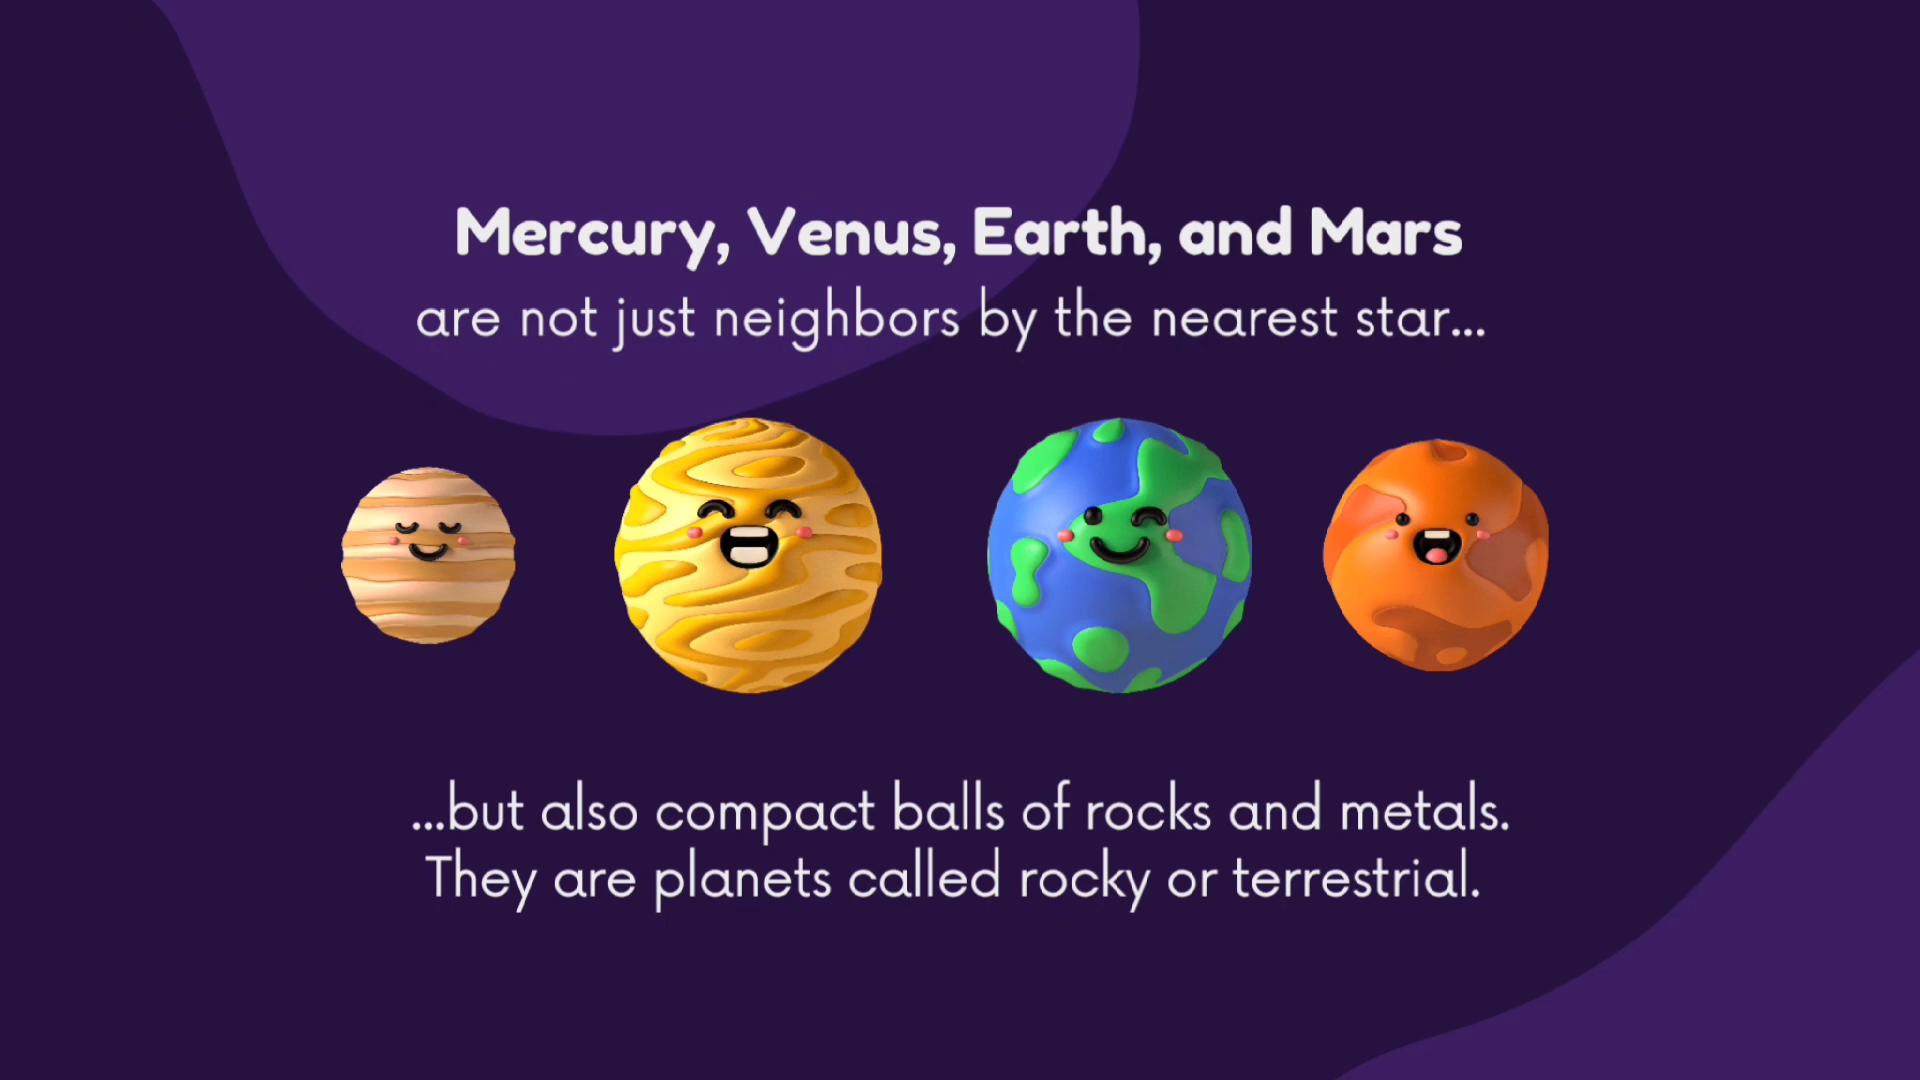 Mercury, Venus, Earth, and Mars
are not just neighbors by the nearest star...
...but also compact balls of rocks and metals.
They are planets called rocky or terrestrial.